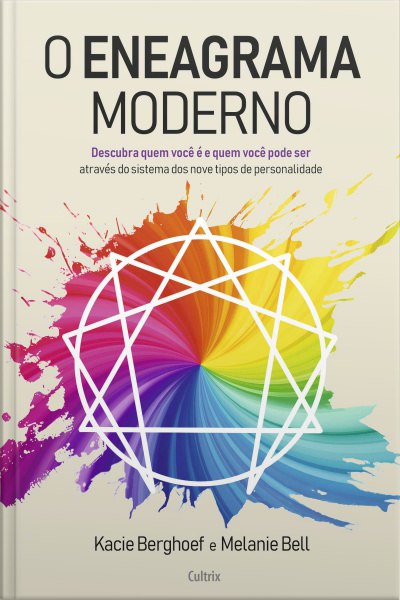 O ENEAGRAMA
MODERNO
Descubra quem você é e quem você pode ser
através do sistema dos nove tipos de personalidade
Kacie Berghoef e Melanie Bell
Cultrix